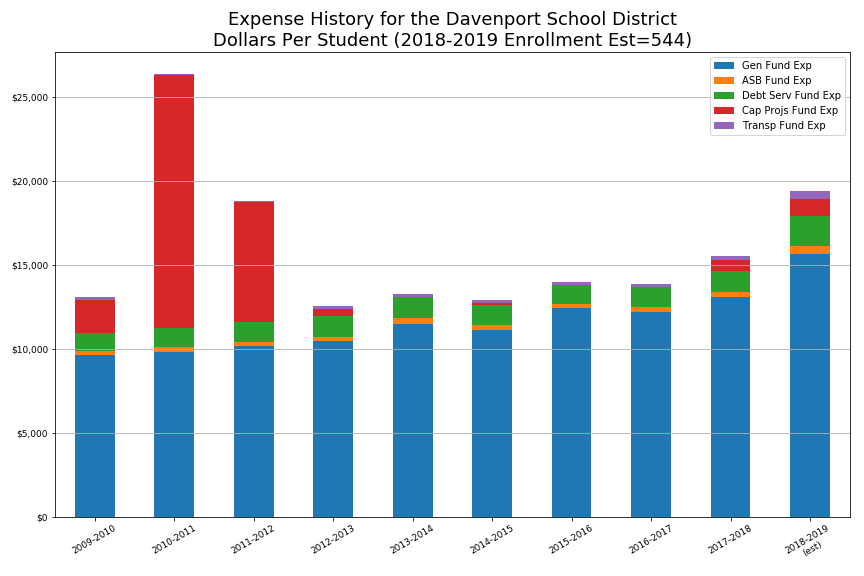 Expense History for the Davenport School District
Dollars Per Student (2018-2019 Enrollment Est=544)
Gen Fund Exp
ASB Fund Exp
Debt Serv Fund Exp
Cap Projs Fund Exp
Transp Fund Exp
$25,000
$20,000
$15,000
$10,000
$5,000
$0
2009-2010
2010-2011
2011-2012
2012-2013
2013-2014
2014-2015
2015-2016
2016-2017
2017-2018
2018-2019
(est)